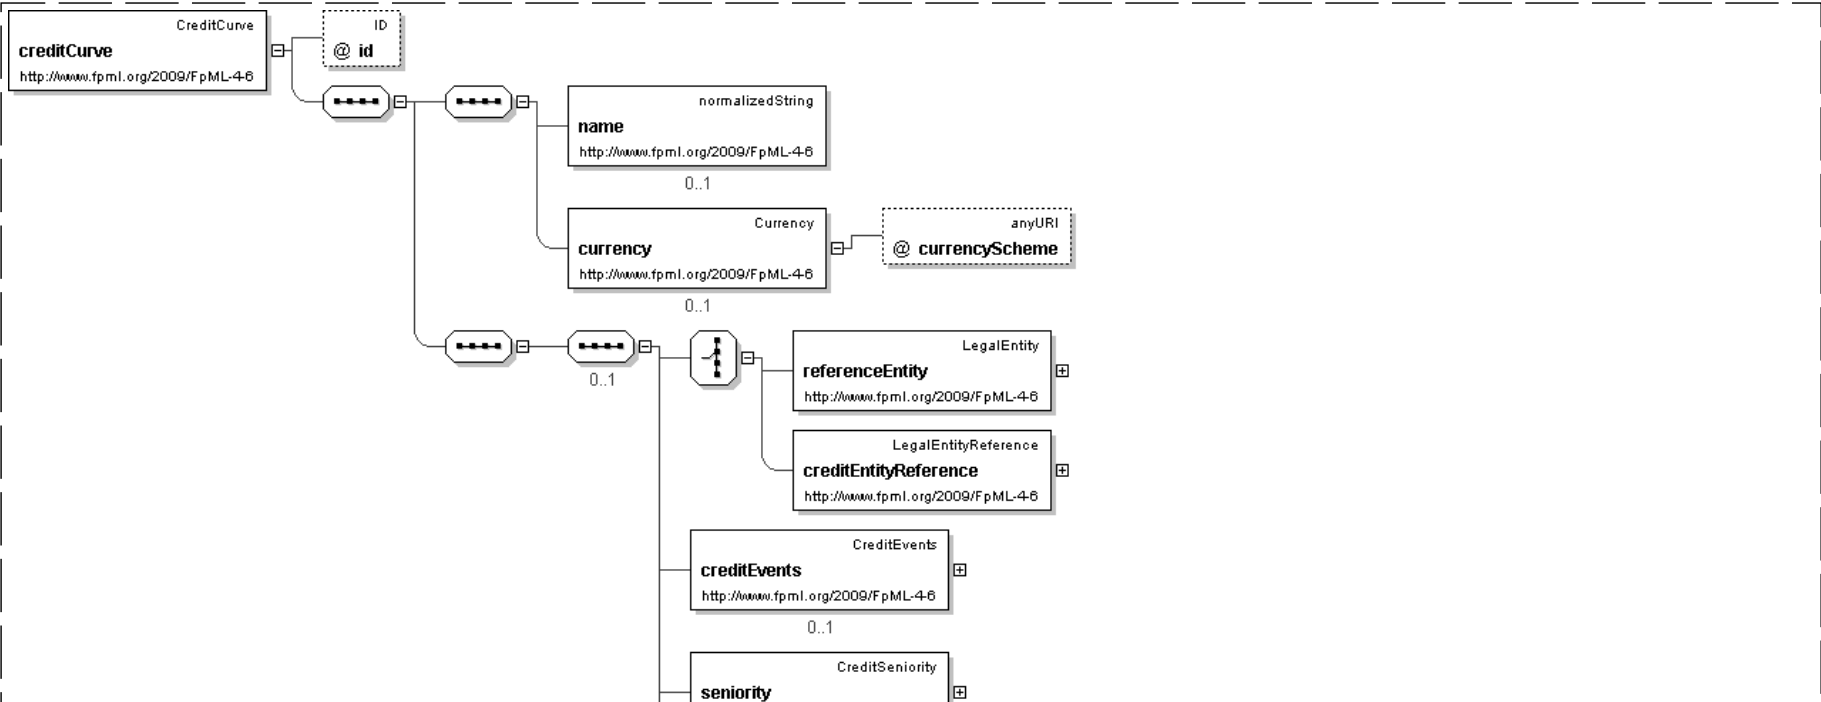 CreditCurve
creditCurve
http://www.fpml.org/2009/FpML-4-6
ID
@ id
normalizedString
name
http://www.fpml.org/2009/FpML-4-6
0..1
Currency
currency
http://www.fpml.org/2009/FpML-4-6
0..1
anyURI
@ currencyScheme
0..1
LegalEntity
referenceEntity
http://www.fpml.org/2009/FpML-4-6
LegalEntityReference
creditEntityReference
http://www.fpml.org/2009/FpML-4-6
CreditEvents
creditEvents
http://www.fpml.org/2009/FpML-4-6
0..1
CreditSeniority
seniority